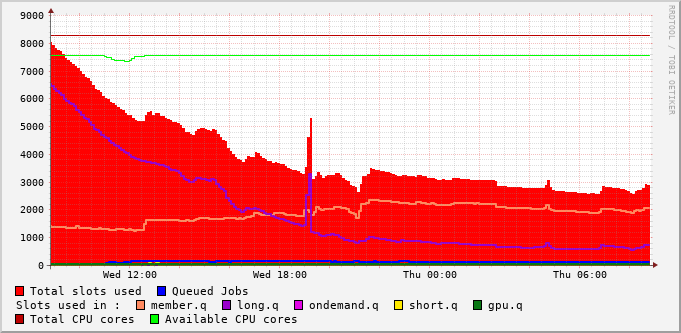 9000
8000
7000
6000
5000
4000
3000
2000
1000
0
Wed 12:00 Wed 18:00 Thu 00:00 Thu 06:00
RRDTOOL / TOBI OETIKER
Total slots used Queued Jobs
Slots used in : member.q long.q ondemand.q short.q gpu.q
Total CPU cores Available CPU cores